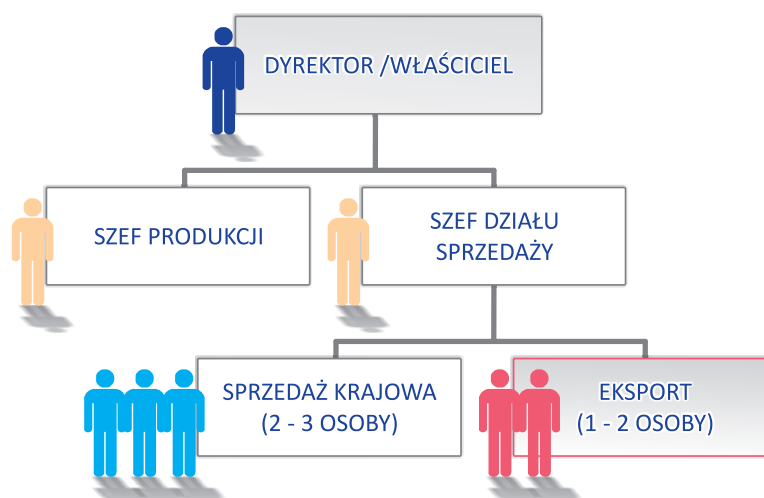 DYREKTOR /WŁAŚCICIEL
SZEF PRODUKCJI
SZEF DZIAŁU
SPRZEDAŻY
SPRZEDAŻ KRAJOWA
(2 - 3 OSOBY)
EKSPORT
(1 - 2 OSOBY)